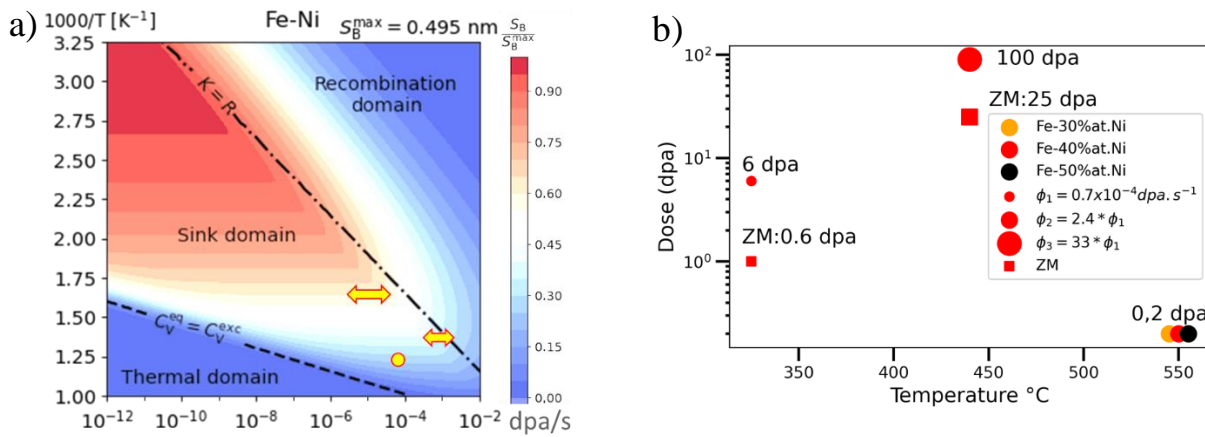 a)
1000/T [K⁻¹]
Fe-Ni
S_B^max = 0.495 nm
S_B/S_B^max
3.25
3.00
2.75
2.50
2.25
2.00
1.75
1.50
1.25
1.00
K = R
Recombination
domain
Sink domain
C_V^eq = C_V^exc
Thermal domain
10⁻¹² 10⁻¹⁰ 10⁻⁸ 10⁻⁶ 10⁻⁴ 10⁻²
dpa/s
0.90
0.75
0.60
0.45
0.30
0.15
0.00
b)
Dose (dpa)
10²
10¹
10⁰
100 dpa
ZM:25 dpa
6 dpa
ZM:0.6 dpa
0,2 dpa
Fe-30%at.Ni
Fe-40%at.Ni
Fe-50%at.Ni
ϕ₁ = 0.7x10⁻⁴dpa.s⁻¹
ϕ₂ = 2.4 * ϕ₁
ϕ₃ = 33 * ϕ₁
ZM
350 400 450 500 550
Temperature °C